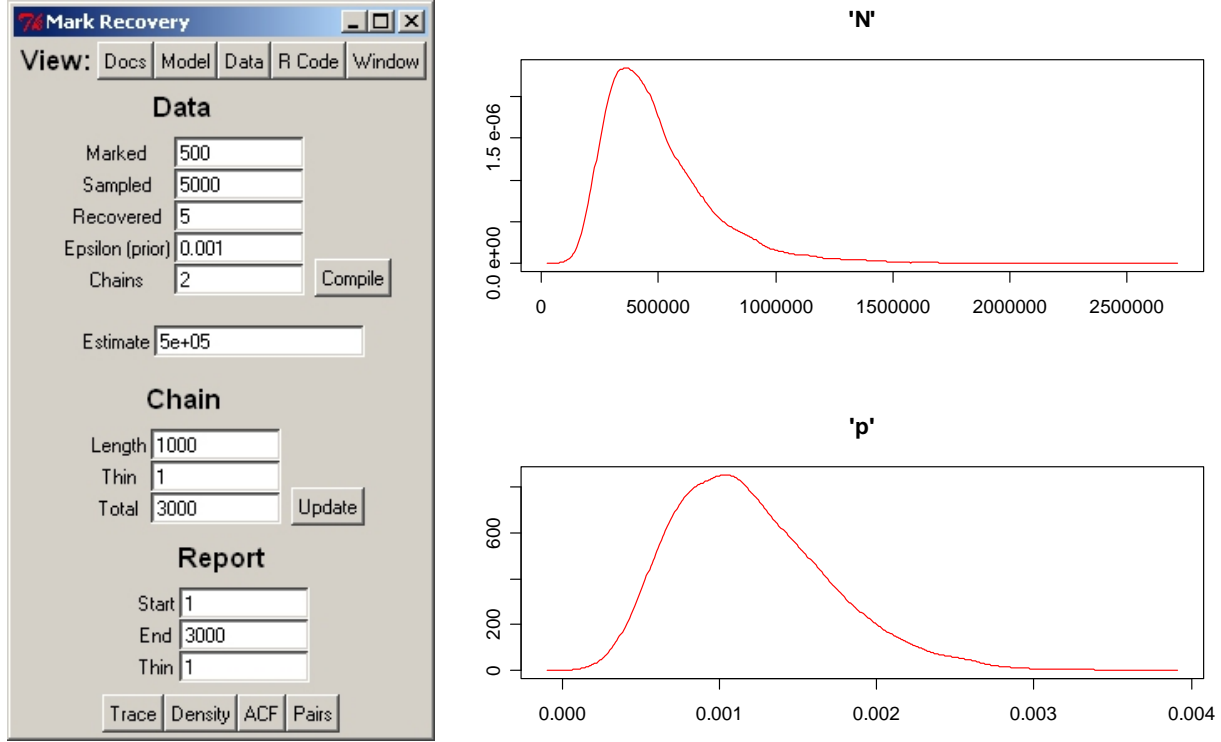 Mark Recovery
View: Docs Model Data R Code Window
Data
Marked 500
Sampled 5000
Recovered 5
Epsilon (prior) 0.001
Chains 2 Compile
Estimate 5e+05
Chain
Length 1000
Thin 1
Total 3000 Update
Report
Start 1
End 3000
Thin 1
Trace Density ACF Pairs
'N'
1.5 e-06
0.0 e+00
0 500000 1000000 1500000 2000000 2500000
'p'
600
200
0
0.000 0.001 0.002 0.003 0.004